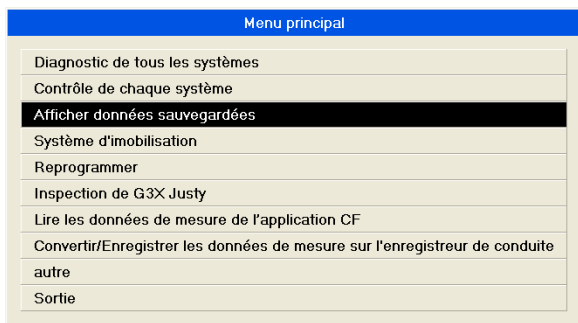 Menu principal
Diagnostic de tous les systèmes
Contrôle de chaque système
Afficher données sauvegardées
Système d'imobilisation
Reprogrammer
Inspection de G3X Justy
Lire les données de mesure de l'application CF
Convertir/Enregistrer les données de mesure sur l'enregistreur de conduite
autre
Sortie